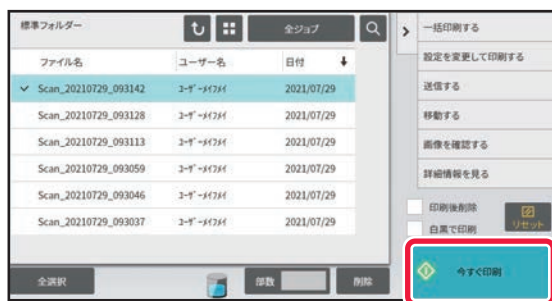 標準フォルダー
全ジョブ
一括印刷する
ファイル名 ユーザー名 日付
設定を変更して印刷する
Scan_20210729_093142 ユーザーメイフメイ 2021/07/29
送信する
Scan_20210729_093128 ユーザーメイフメイ 2021/07/29
移動する
Scan_20210729_093113 ユーザーメイフメイ 2021/07/29
画像を確認する
Scan_20210729_093059 ユーザーメイフメイ 2021/07/29
詳細情報を見る
Scan_20210729_093046 ユーザーメイフメイ 2021/07/29
Scan_20210729_093037 ユーザーメイフメイ 2021/07/29
印刷後削除
白黒で印刷
リセット
全選択
部数
削除
今すぐ印刷